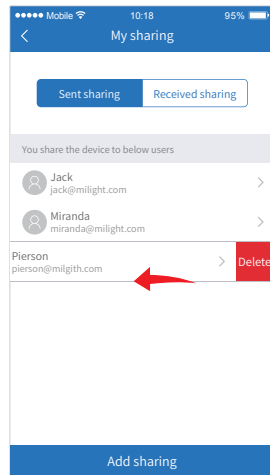 Mobile 10:18 95%
My sharing
Sent sharing Received sharing
You share the device to below users
Jack
jack@milight.com
Miranda
miranda@milight.com
Pierson
pierson@milgith.com
Delete
Add sharing